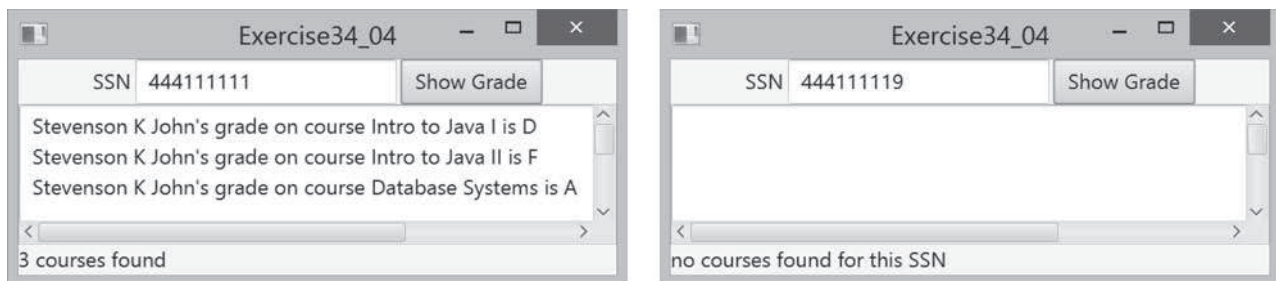 Exercise34_04
SSN 444111111 Show Grade
Stevenson K John's grade on course Intro to Java I is D
Stevenson K John's grade on course Intro to Java II is F
Stevenson K John's grade on course Database Systems is A
3 courses found
Exercise34_04
SSN 444111119 Show Grade
no courses found for this SSN